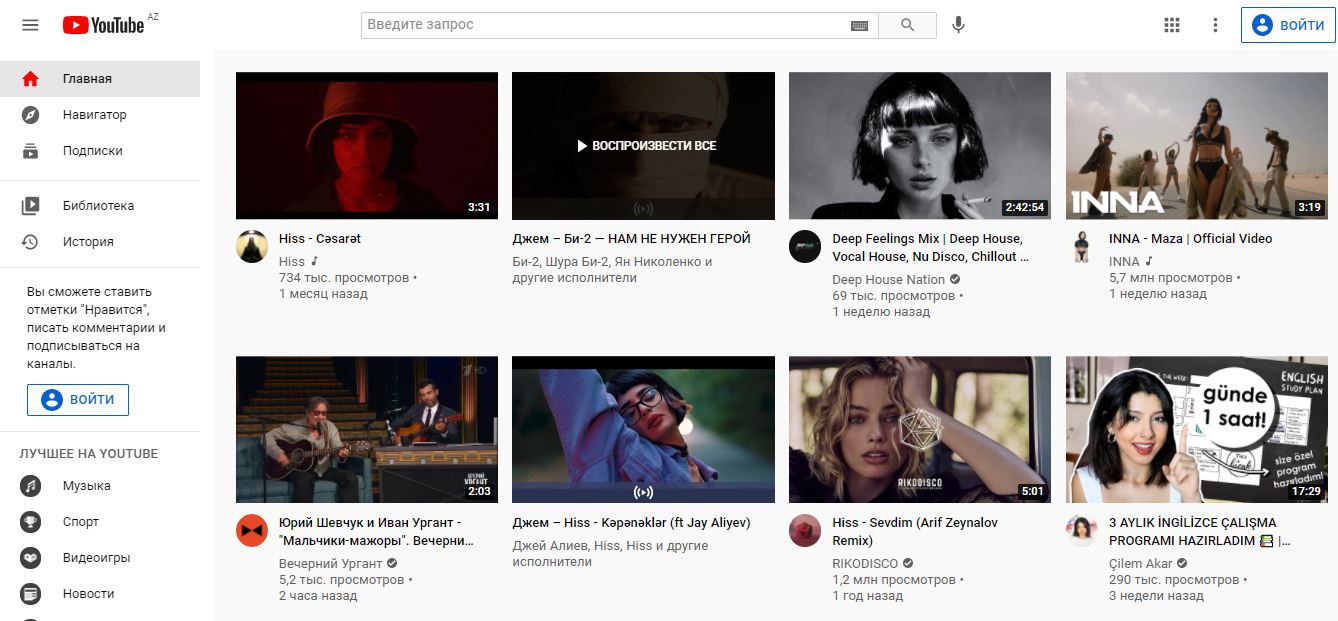 YouTube AZ
Введите запрос
ВОЙТИ
Главная
Навигатор
Подписки
Библиотека
История
Вы сможете ставить
отметки "Нравится",
писать комментарии и
подписываться на
каналы.
ВОЙТИ
ЛУЧШЕЕ НА YOUTUBE
Музыка
Спорт
Видеоигры
Новости
3:31
Hiss - Cəsarət
Hiss
734 тыс. просмотров •
1 месяц назад
ВОСПРОИЗВЕСТИ ВСЕ
Джем – Би-2 — НАМ НЕ НУЖЕН ГЕРОЙ
Би-2, Шура Би-2, Ян Николенко и
другие исполнители
2:42:54
Deep Feelings Mix | Deep House,
Vocal House, Nu Disco, Chillout ...
Deep House Nation
69 тыс. просмотров •
1 неделю назад
INNA
3:19
INNA - Maza | Official Video
INNA
5,7 млн просмотров •
1 неделю назад
HD
ВЕЧЕРНИЙ
УРГАНТ
2:03
Юрий Шевчук и Иван Ургант -
"Мальчики-мажоры". Вечерни...
Вечерний Ургант
5,2 тыс. просмотров •
2 часа назад
Джем – Hiss - Kəpənəklər (ft Jay Aliyev)
Джей Алиев, Hiss, Hiss и другие
исполнители
RIKODISCO
5:01
Hiss - Sevdim (Arif Zeynalov
Remix)
RIKODISCO
1,2 млн просмотров •
1 год назад
THE WEEK!
ENGLISH
STUDY PLAN
günde
1 saat!
break
size özel
program
hazırladım!
17:29
3 AYLIK İNGİLİZCE ÇALIŞMA
PROGRAMI HAZIRLADIM 📚 |...
Çilem Akar
290 тыс. просмотров •
3 недели назад